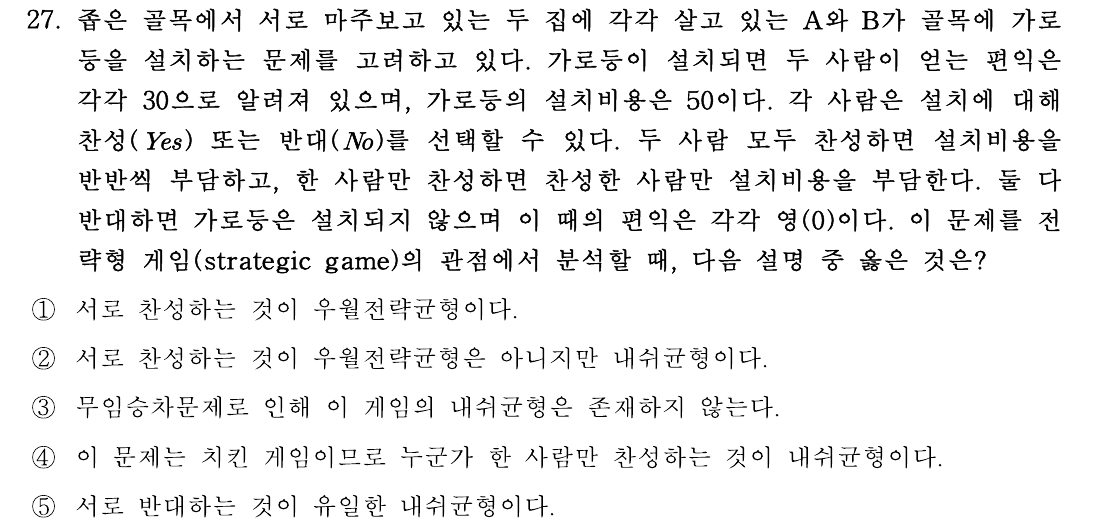 27. 좁은 골목에서 서로 마주보고 있는 두 집에 각각 살고 있는 A와 B가 골목에 가로
등을 설치하는 문제를 고려하고 있다. 가로등이 설치되면 두 사람이 얻는 편익은
각각 30으로 알려져 있으며, 가로등의 설치비용은 50이다. 각 사람은 설치에 대해
찬성(Yes) 또는 반대(No)를 선택할 수 있다. 두 사람 모두 찬성하면 설치비용을
반반씩 부담하고, 한 사람만 찬성하면 찬성한 사람만 설치비용을 부담한다. 둘 다
반대하면 가로등은 설치되지 않으며 이 때의 편익은 각각 영(0)이다. 이 문제를 전
략형 게임(strategic game)의 관점에서 분석할 때, 다음 설명 중 옳은 것은?
① 서로 찬성하는 것이 우월전략균형이다.
② 서로 찬성하는 것이 우월전략균형은 아니지만 내쉬균형이다.
③ 무임승차문제로 인해 이 게임의 내쉬균형은 존재하지 않는다.
④ 이 문제는 치킨 게임이므로 누군가 한 사람만 찬성하는 것이 내쉬균형이다.
⑤ 서로 반대하는 것이 유일한 내쉬균형이다.